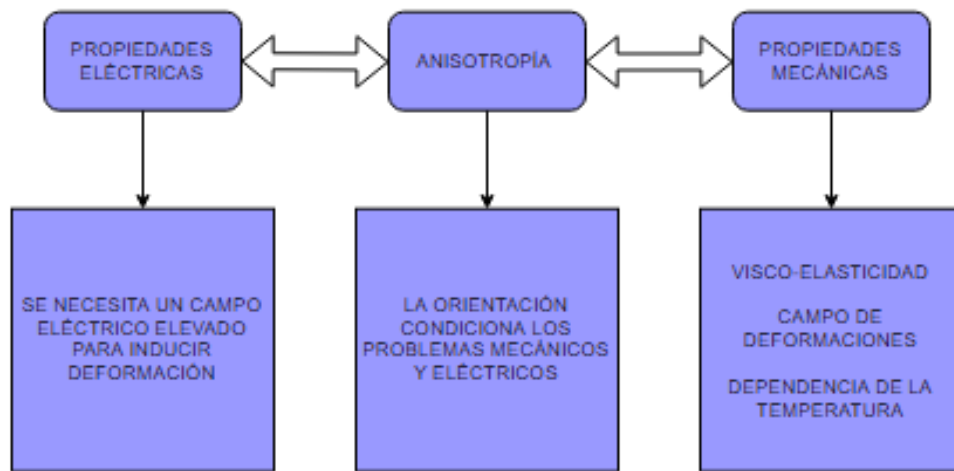 PROPIEDADES
ELÉCTRICAS
ANISOTROPÍA
PROPIEDADES
MECÁNICAS
SE NECESITA UN CAMPO
ELÉCTRICO ELEVADO
PARA INDUCIR
DEFORMACIÓN
LA ORIENTACIÓN
CONDICIONA LOS
PROBLEMAS MECÁNICOS
Y ELÉCTRICOS
VISCO-ELASTICIDAD
CAMPO DE
DEFORMACIONES
DEPENDENCIA DE LA
TEMPERATURA